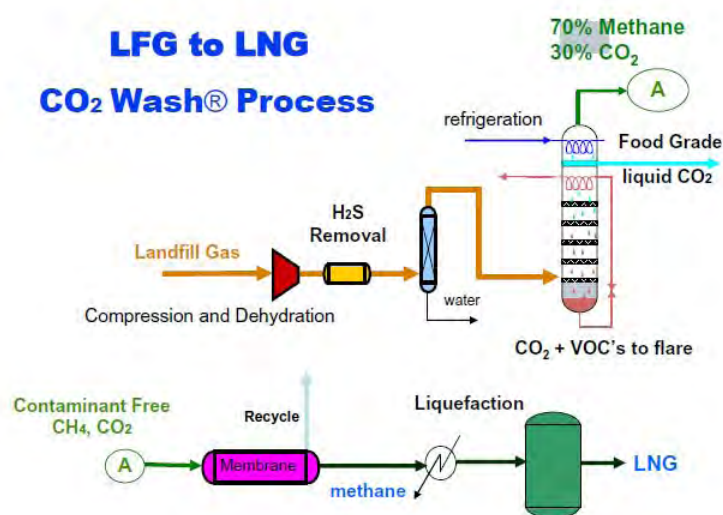 LFG to LNG
CO₂ Wash® Process
70% Methane
30% CO₂
A
refrigeration
Food Grade
liquid CO₂
H₂S
Removal
Landfill Gas
water
Compression and Dehydration
CO₂ + VOC's to flare
Contaminant Free
CH₄, CO₂
Recycle
Liquefaction
A
Membrane
methane
LNG